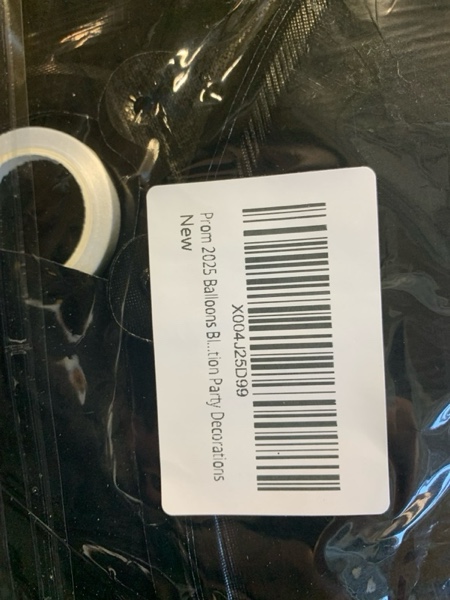 X004J25D99
Prom 2025 Balloons Bl...tion Party Decorations
New